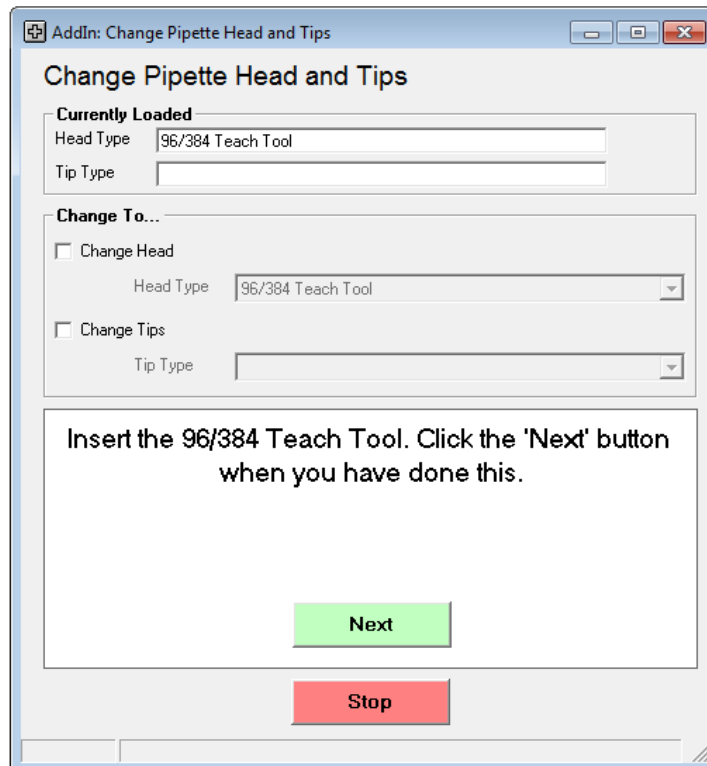 AddIn: Change Pipette Head and Tips
Change Pipette Head and Tips
Currently Loaded
Head Type 96/384 Teach Tool
Tip Type
Change To...
Change Head
Head Type 96/384 Teach Tool
Change Tips
Tip Type
Insert the 96/384 Teach Tool. Click the 'Next' button
when you have done this.
Next
Stop